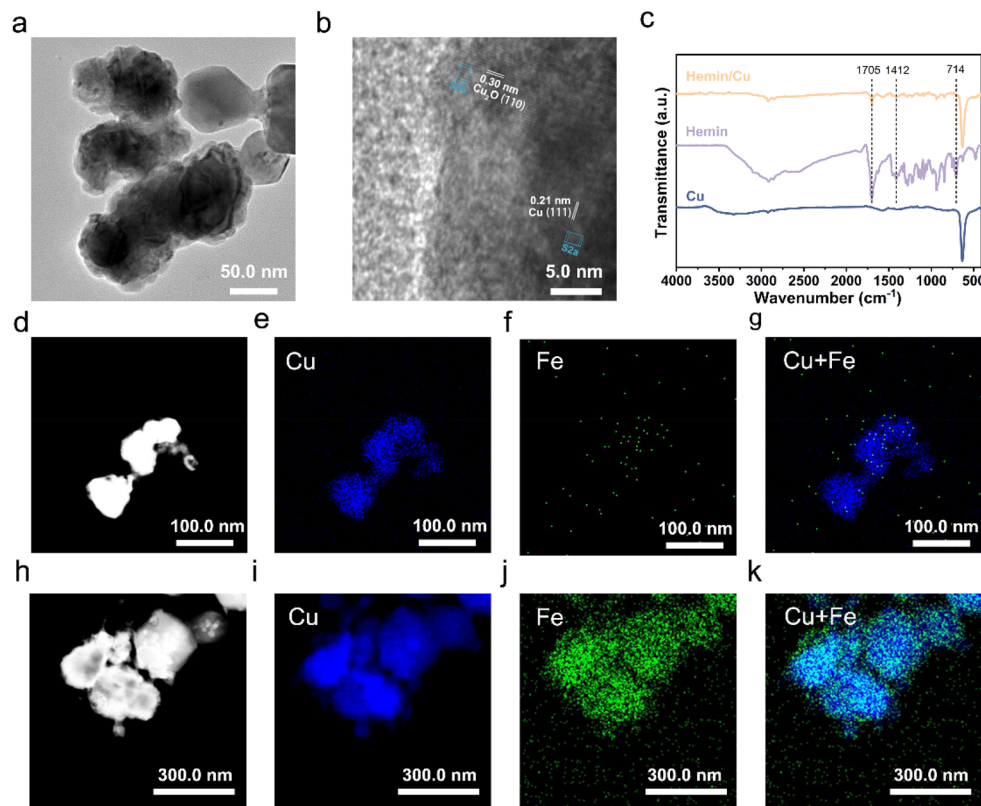 a
b
c
50.0 nm
0.30 nm
Cu₂O (110)
0.21 nm
Cu (111)
S2a
5.0 nm
1705 1412 714
Hemin/Cu
Hemin
Cu
Transmittance (a.u.)
4000 3500 3000 2500 2000 1500 1000 500
Wavenumber (cm⁻¹)
d
e
f
g
Cu
Fe
Cu+Fe
100.0 nm
100.0 nm
100.0 nm
100.0 nm
h
i
j
k
Cu
Fe
Cu+Fe
300.0 nm
300.0 nm
300.0 nm
300.0 nm